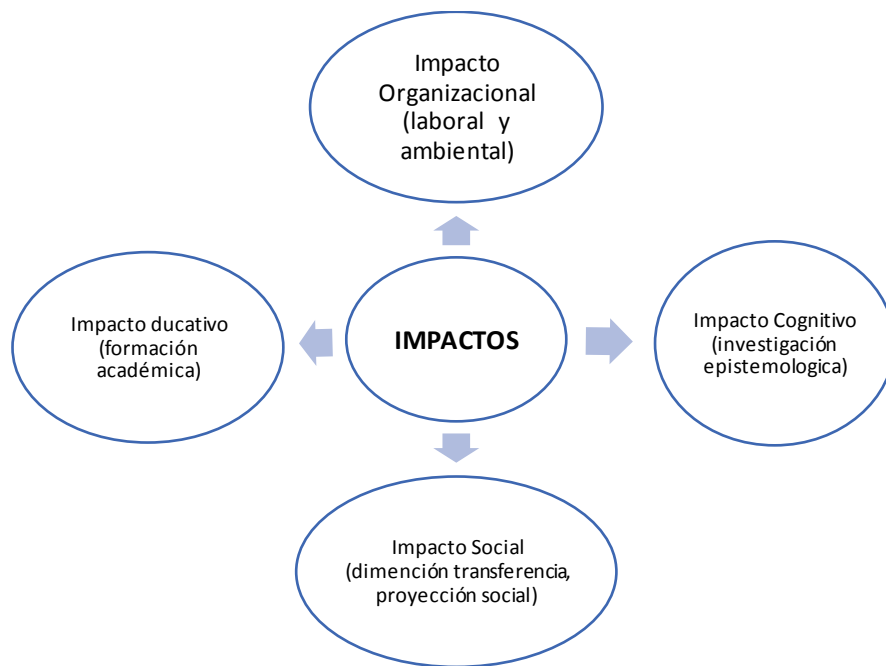 Impacto
Organizacional
(laboral y
ambiental)
Impacto ducativo
(formación
académica)
IMPACTOS
Impacto Cognitivo
(investigación
epistemologica)
Impacto Social
(dimención transferencia,
proyección social)